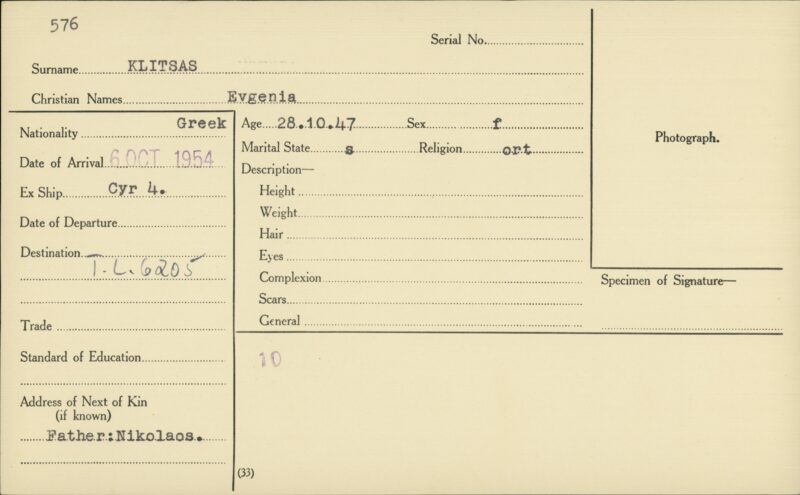 576
Serial No.
Surname KLITSAS
Christian Names Evgenia
Nationality Greek
Date of Arrival 6 OCT 1954
Ex Ship Cyr 4.
Date of Departure
Destination T.L. 6205
Trade
Standard of Education
Address of Next of Kin
(if known)
Father:Nikolaos.
Age 28.10.47 Sex f
Marital State s Religion ort
Description—
Height
Weight
Hair
Eyes
Complexion
Scars
General
10
(33)
Photograph.
Specimen of Signature—